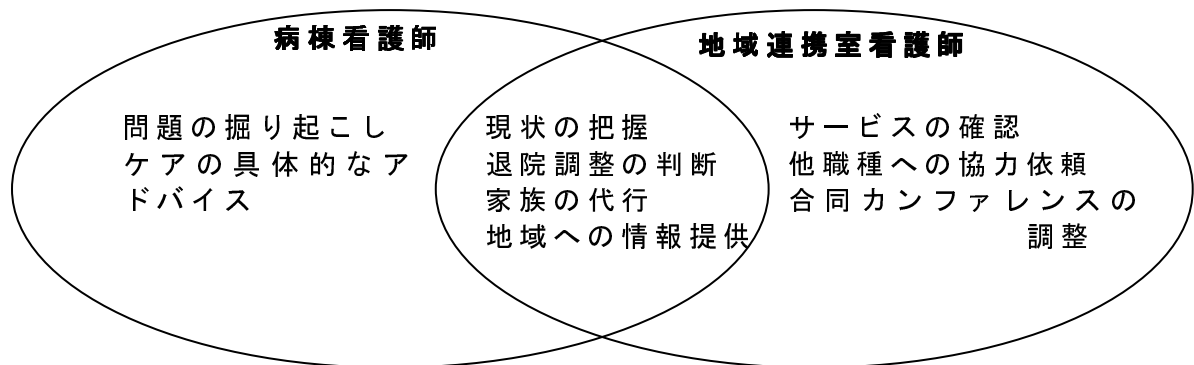 病棟看護師
地域連携室看護師
問題の掘り起こし
ケアの具体的なア
ドバイス
現状の把握
退院調整の判断
家族の代行
地域への情報提供
サービスの確認
他職種への協力依頼
合同カンファレンスの
調整